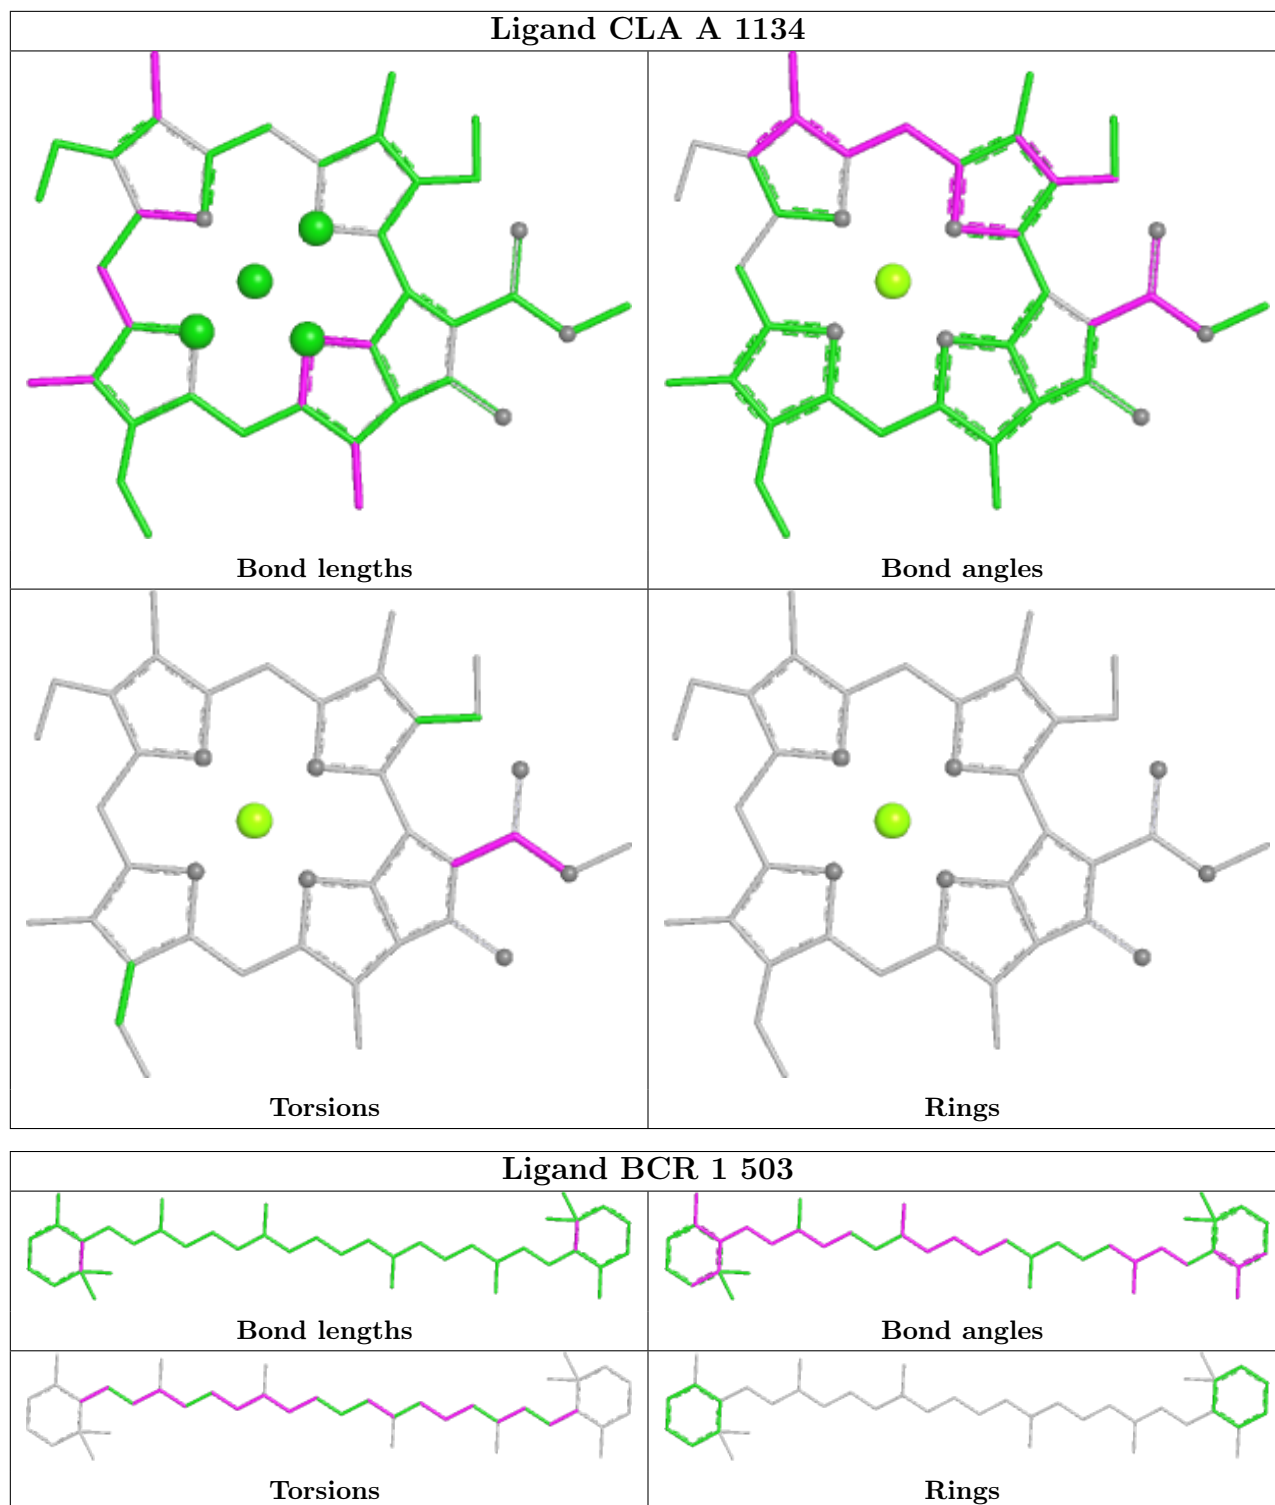 Ligand CLA A 1134
Bond lengths
Bond angles
Torsions
Rings
Ligand BCR 1 503
Bond lengths
Bond angles
Torsions
Rings